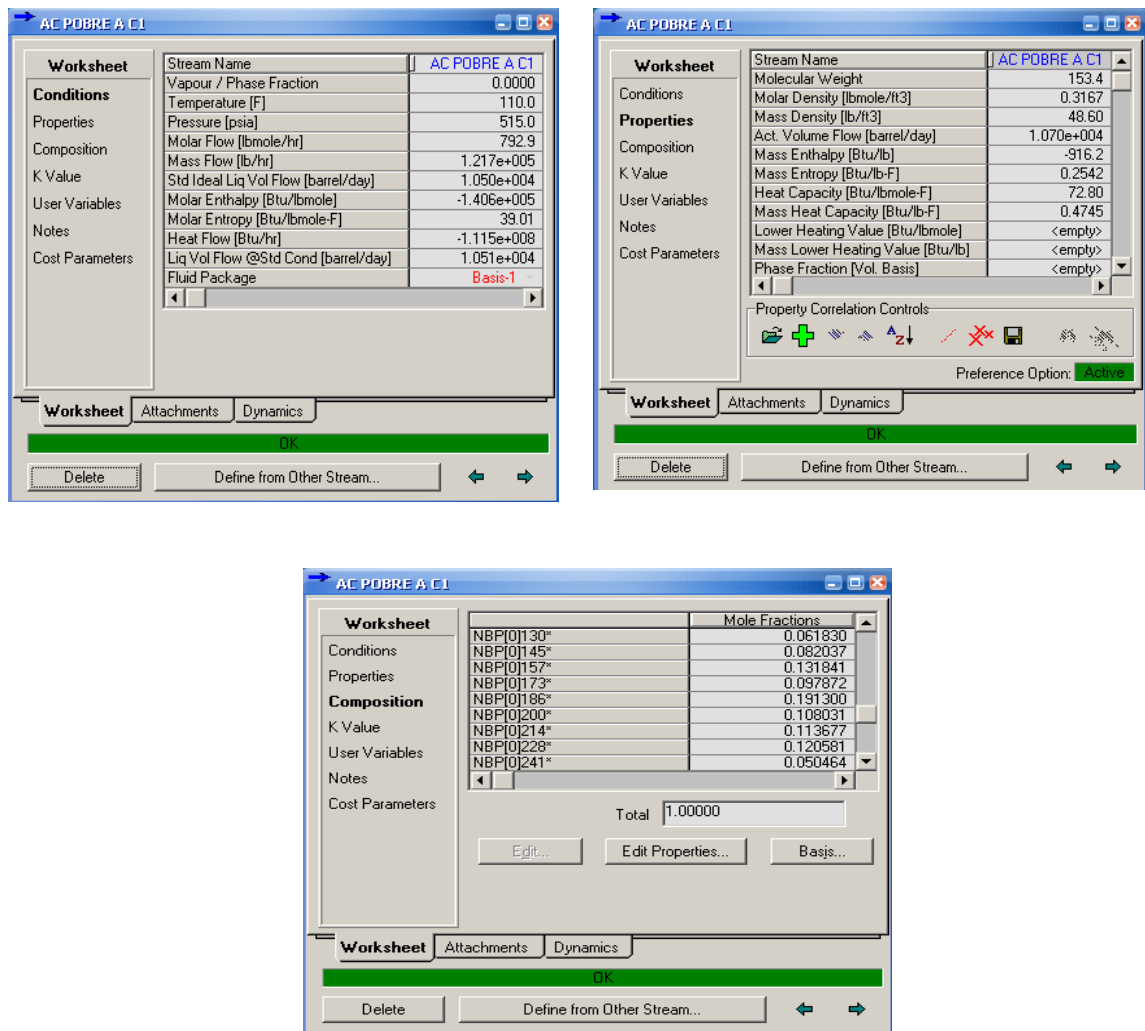 AC POBRE A C1
Worksheet
Conditions
Properties
Composition
K Value
User Variables
Notes
Cost Parameters
Stream Name AC POBRE A C1
Vapour / Phase Fraction 0.0000
Temperature [F] 110.0
Pressure [psia] 515.0
Molar Flow [lbmole/hr] 792.9
Mass Flow [lb/hr] 1.217e+005
Std Ideal Liq Vol Flow [barrel/day] 1.050e+004
Molar Enthalpy [Btu/lbmole] -1.406e+005
Molar Entropy [Btu/lbmole-F] 39.01
Heat Flow [Btu/hr] -1.115e+008
Liq Vol Flow @Std Cond [barrel/day] 1.051e+004
Fluid Package Basis-1
Worksheet Attachments Dynamics
OK
Delete Define from Other Stream...
AC POBRE A C1
Worksheet
Conditions
Properties
Composition
K Value
User Variables
Notes
Cost Parameters
Stream Name AC POBRE A C1
Molecular Weight 153.4
Molar Density [lbmole/ft3] 0.3167
Mass Density [lb/ft3] 48.60
Act. Volume Flow [barrel/day] 1.070e+004
Mass Enthalpy [Btu/lb] -916.2
Mass Entropy [Btu/lb-F] 0.2542
Heat Capacity [Btu/lbmole-F] 72.80
Mass Heat Capacity [Btu/lb-F] 0.4745
Lower Heating Value [Btu/lbmole] <empty>
Mass Lower Heating Value [Btu/lb] <empty>
Phase Fraction [Vol. Basis] <empty>
Property Correlation Controls
Preference Option: Active
Worksheet Attachments Dynamics
OK
Delete Define from Other Stream...
AC POBRE A C1
Worksheet
Conditions
Properties
Composition
K Value
User Variables
Notes
Cost Parameters
Mole Fractions
NBP[0]130* 0.061830
NBP[0]145* 0.082037
NBP[0]157* 0.131841
NBP[0]173* 0.097872
NBP[0]186* 0.191300
NBP[0]200* 0.108031
NBP[0]214* 0.113677
NBP[0]228* 0.120581
NBP[0]241* 0.050464
Total 1.00000
Edit... Edit Properties... Basis...
Worksheet Attachments Dynamics
OK
Delete Define from Other Stream...